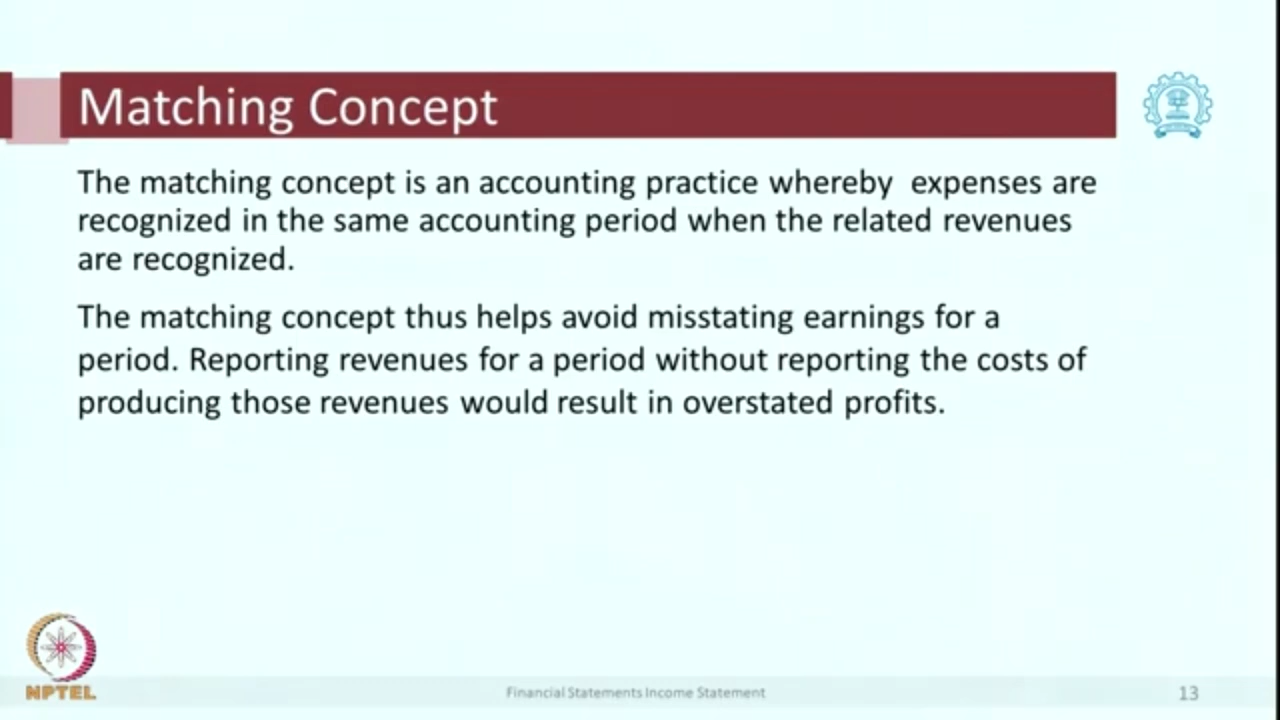 Matching Concept
The matching concept is an accounting practice whereby expenses are
recognized in the same accounting period when the related revenues
are recognized.
The matching concept thus helps avoid misstating earnings for a
period. Reporting revenues for a period without reporting the costs of
producing those revenues would result in overstated profits.
NPTEL
Financial Statements Income Statement
13